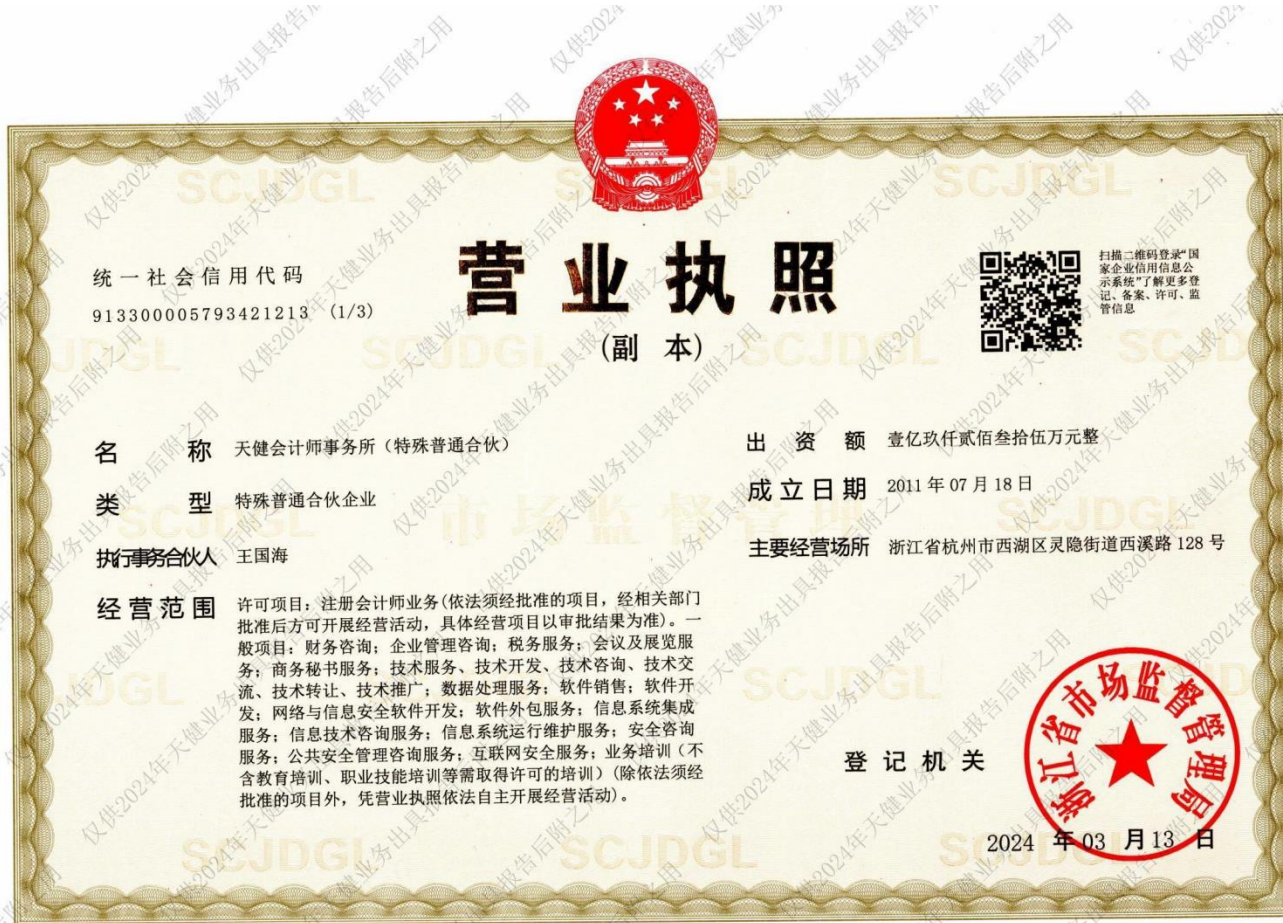 统一社会信用代码
913300005793421213 (1/3)
营业执照
(副 本)
扫描二维码登录“国
家企业信用信息公
示系统”了解更多登
记、备案、许可、监
管信息
名 称 天健会计师事务所（特殊普通合伙）
类 型 特殊普通合伙企业
执行事务合伙人 王国海
经营范围 许可项目：注册会计师业务(依法须经批准的项目，经相关部门
批准后方可开展经营活动，具体经营项目以审批结果为准)。一
般项目：财务咨询；企业管理咨询；税务服务；会议及展览服
务；商务秘书服务；技术服务、技术开发、技术咨询、技术交
流、技术转让、技术推广；数据处理服务；软件销售；软件开
发；网络与信息安全软件开发；软件外包服务；信息系统集成
服务；信息技术咨询服务；信息系统运行维护服务；安全咨询
服务；公共安全管理咨询服务；互联网安全服务；业务培训（不
含教育培训、职业技能培训等需取得许可的培训）(除依法须经
批准的项目外，凭营业执照依法自主开展经营活动)。
出 资 额 壹亿玖仟贰佰叁拾伍万元整
成立日期 2011年07月18日
主要经营场所 浙江省杭州市西湖区灵隐街道西溪路128号
登记机关
浙江省市场监督管理局
2024 年 03 月 13 日
SCJDGL
市场监督管理
仅供2024年天健业务出具报告后附之用